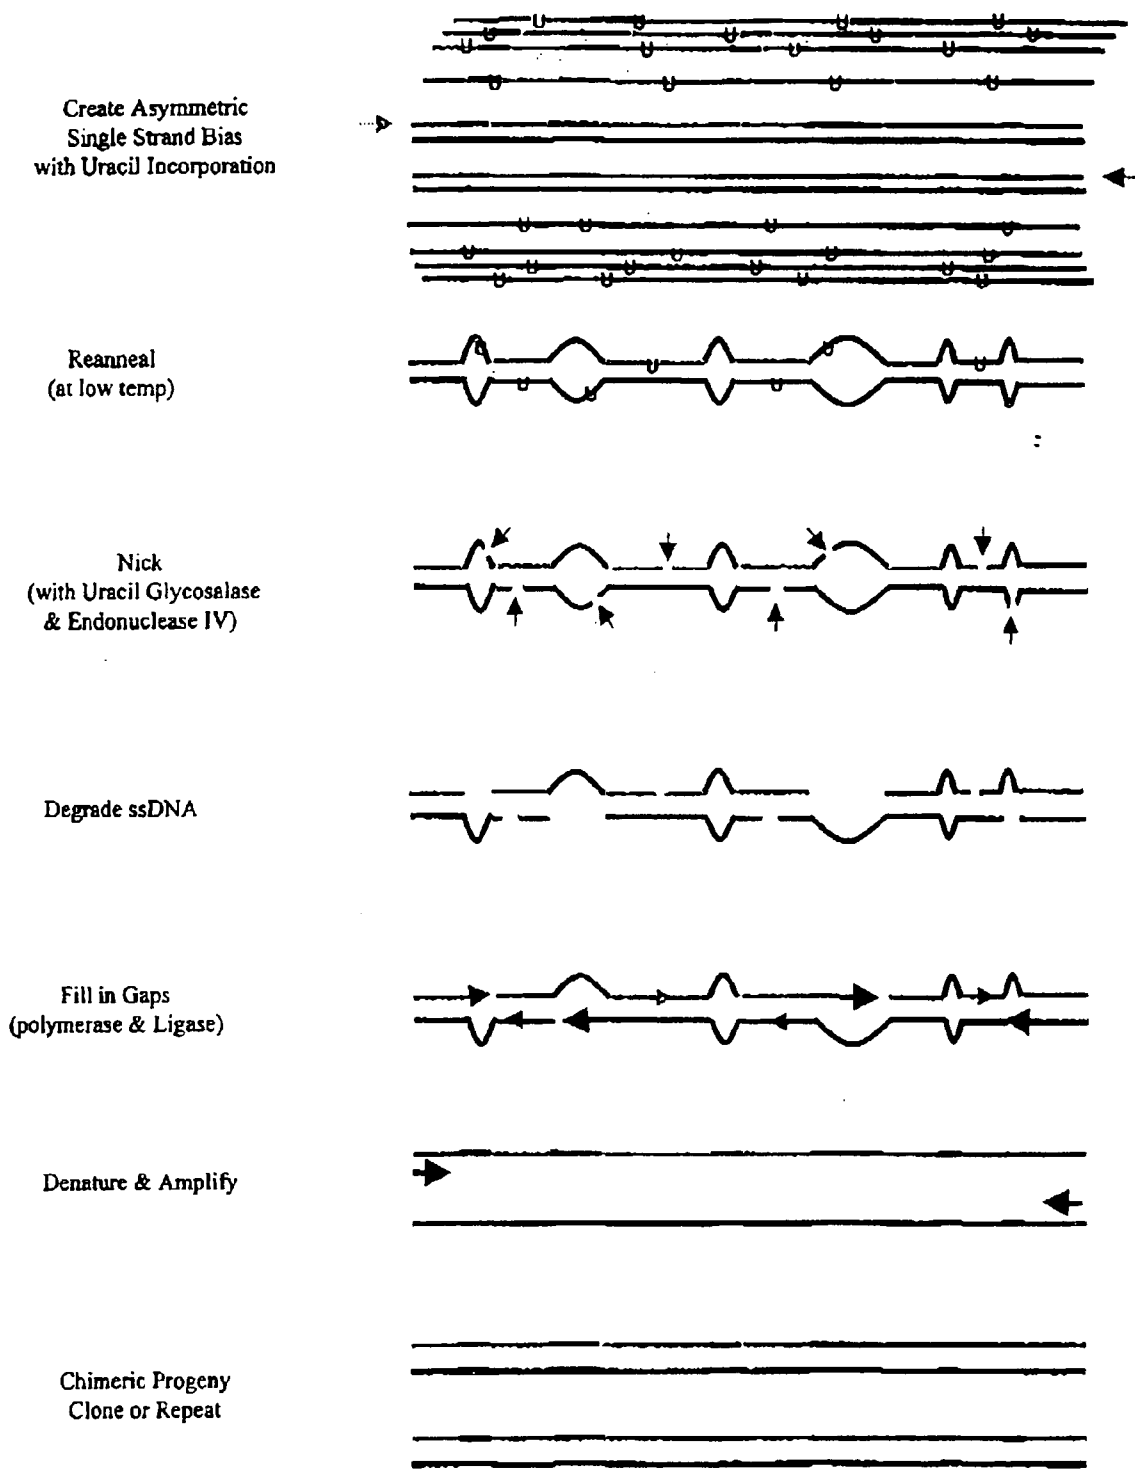 Create Asymmetric
Single Strand Bias
with Uracil Incorporation
U U U U
U U U U
U U U U
U U U U
U U U U
U U U U
U U U U
U U U U
Reanneal
(at low temp)
U U U U
U U U
Nick
(with Uracil Glycosalase
& Endonuclease IV)
Degrade ssDNA
Fill in Gaps
(polymerase & Ligase)
Denature & Amplify
Chimeric Progeny
Clone or Repeat